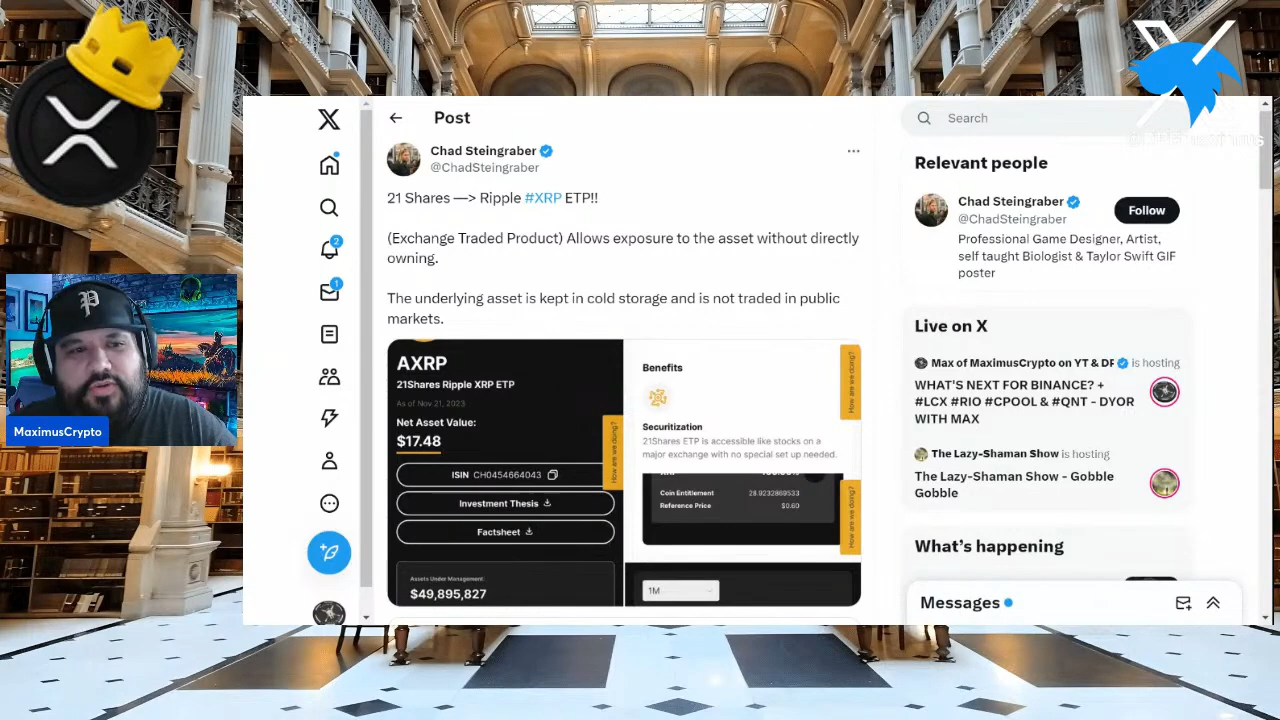 Post
Search
Chad Steingraber
@ChadSteingraber
21 Shares —> Ripple #XRP ETP!!
(Exchange Traded Product) Allows exposure to the asset without directly
owning.
The underlying asset is kept in cold storage and is not traded in public
markets.
AXRP
21Shares Ripple XRP ETP
As of Nov 21, 2023
Net Asset Value:
$17.48
ISIN CH0454664043
Investment Thesis
Factsheet
Assets Under Management:
$49,895,827
How are we doing?
Benefits
Securitization
21Shares ETP is accessible like stocks on a
major exchange with no special set up needed.
Coin Entitlement 28.9232869533
Reference Price $0.60
1M
How are we doing?
How are we doing?
Relevant people
Chad Steingraber
@ChadSteingraber
Follow
Professional Game Designer, Artist,
self taught Biologist & Taylor Swift GIF
poster
Live on X
Max of MaximusCrypto on YT & DF is hosting
WHAT'S NEXT FOR BINANCE? +
#LCX #RIO #CPOOL & #QNT - DYOR
WITH MAX
The Lazy-Shaman Show is hosting
The Lazy-Shaman Show - Gobble
Gobble
What's happening
Messages
2
1
P
MaximusCrypto